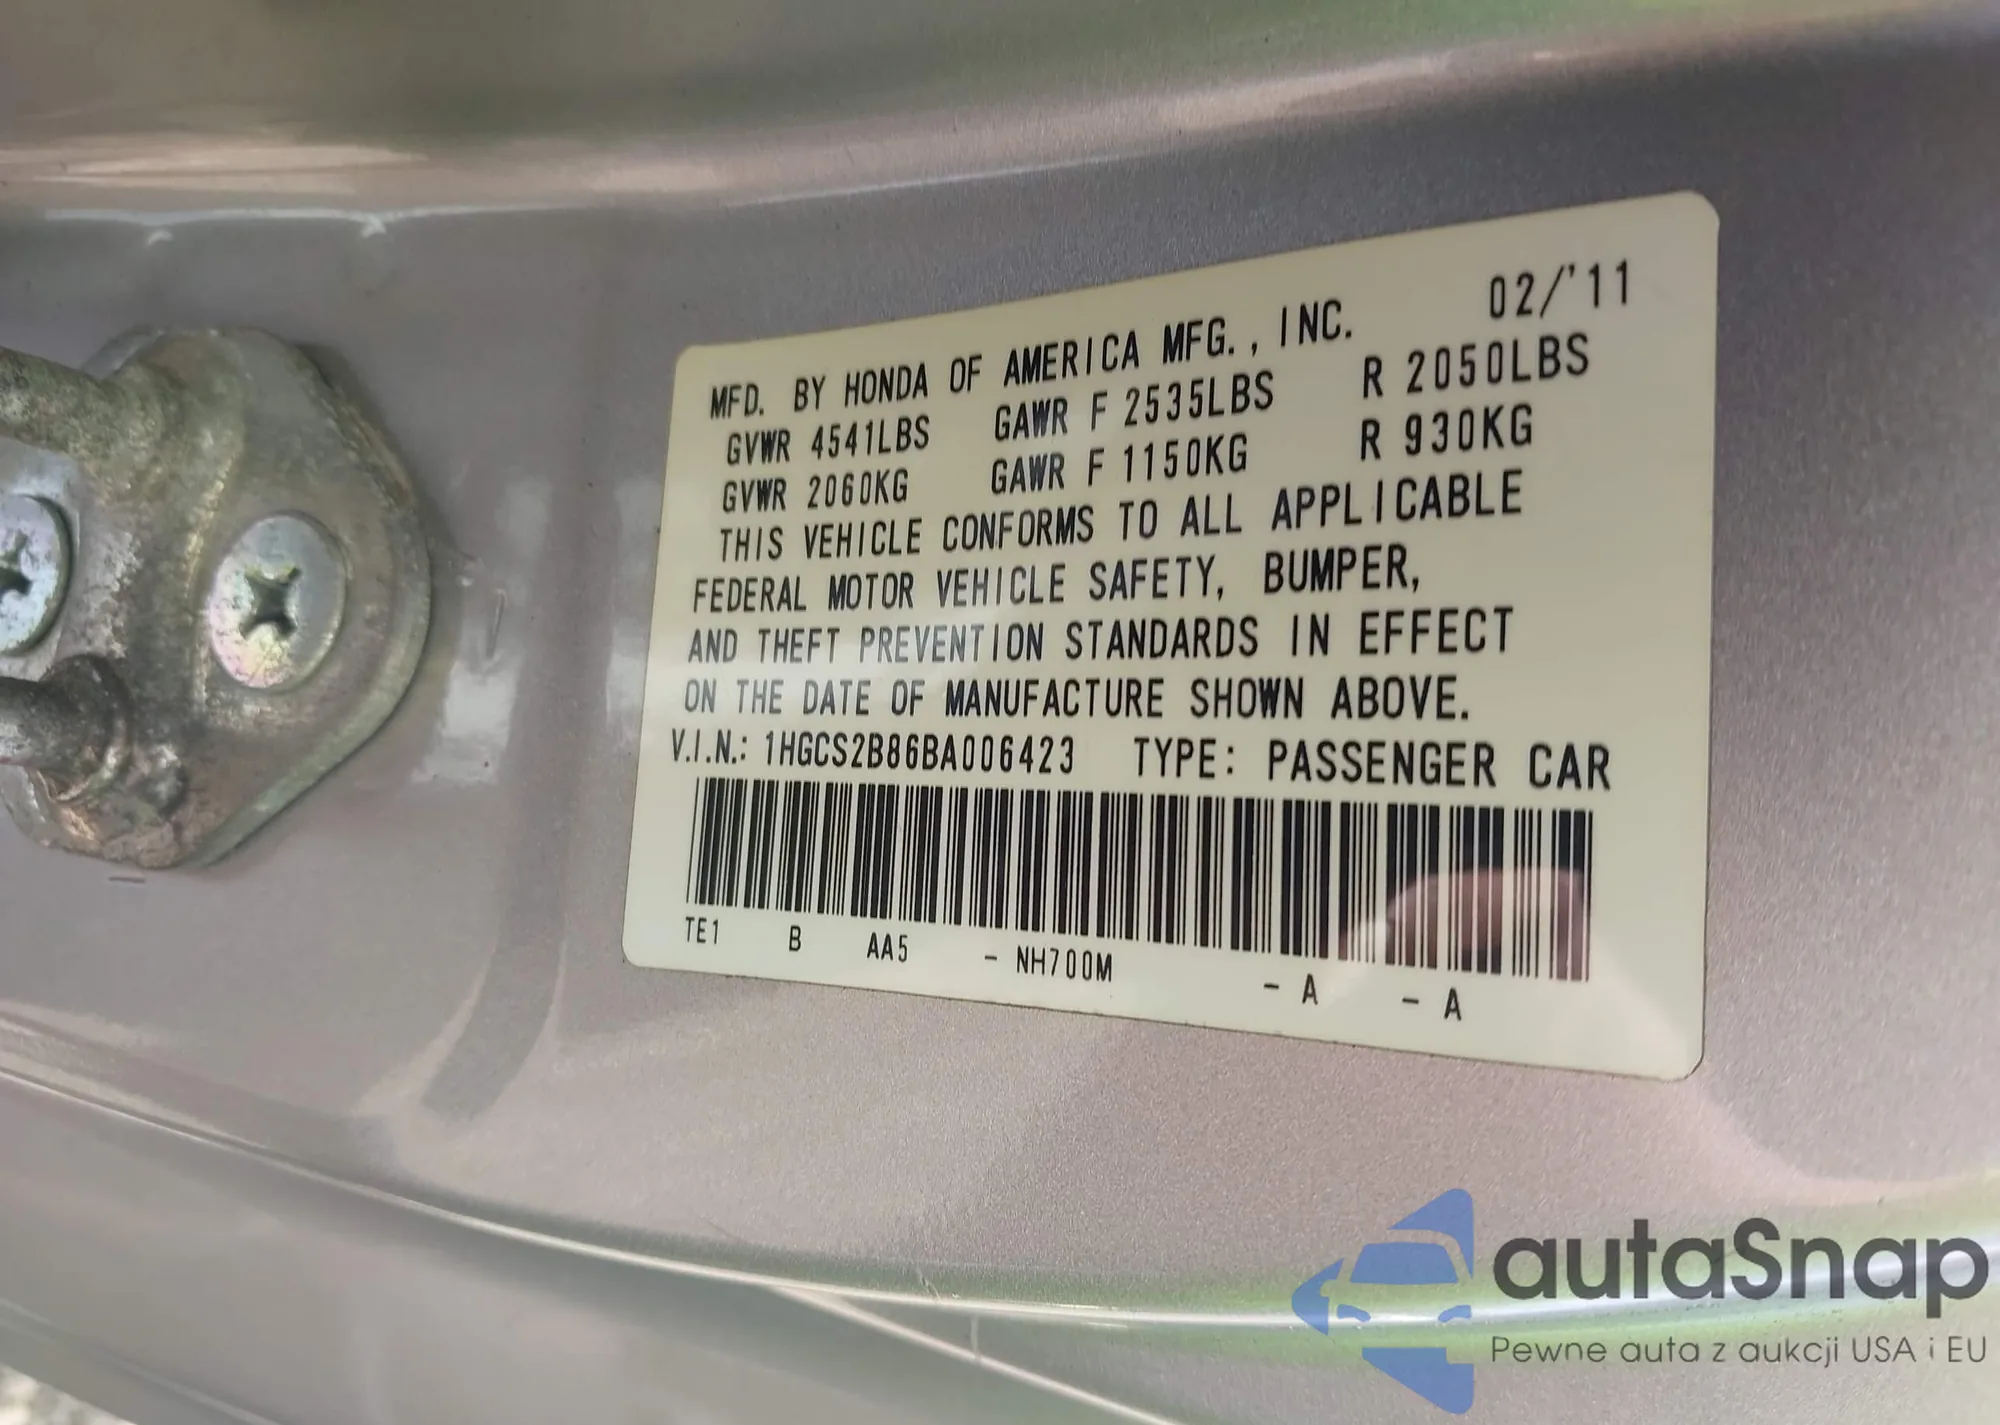 MFD. BY HONDA OF AMERICA MFG., INC. 02/'11
GVWR 4541LBS GAWR F 2535LBS R 2050LBS
GVWR 2060KG GAWR F 1150KG R 930KG
THIS VEHICLE CONFORMS TO ALL APPLICABLE
FEDERAL MOTOR VEHICLE SAFETY, BUMPER,
AND THEFT PREVENTION STANDARDS IN EFFECT
ON THE DATE OF MANUFACTURE SHOWN ABOVE.
V.I.N.: 1HGCS2B86BA006423 TYPE: PASSENGER CAR
TE1 B AA5 - NH700M - A - A
autaSnap
Pewne auta z aukcji USA i EU